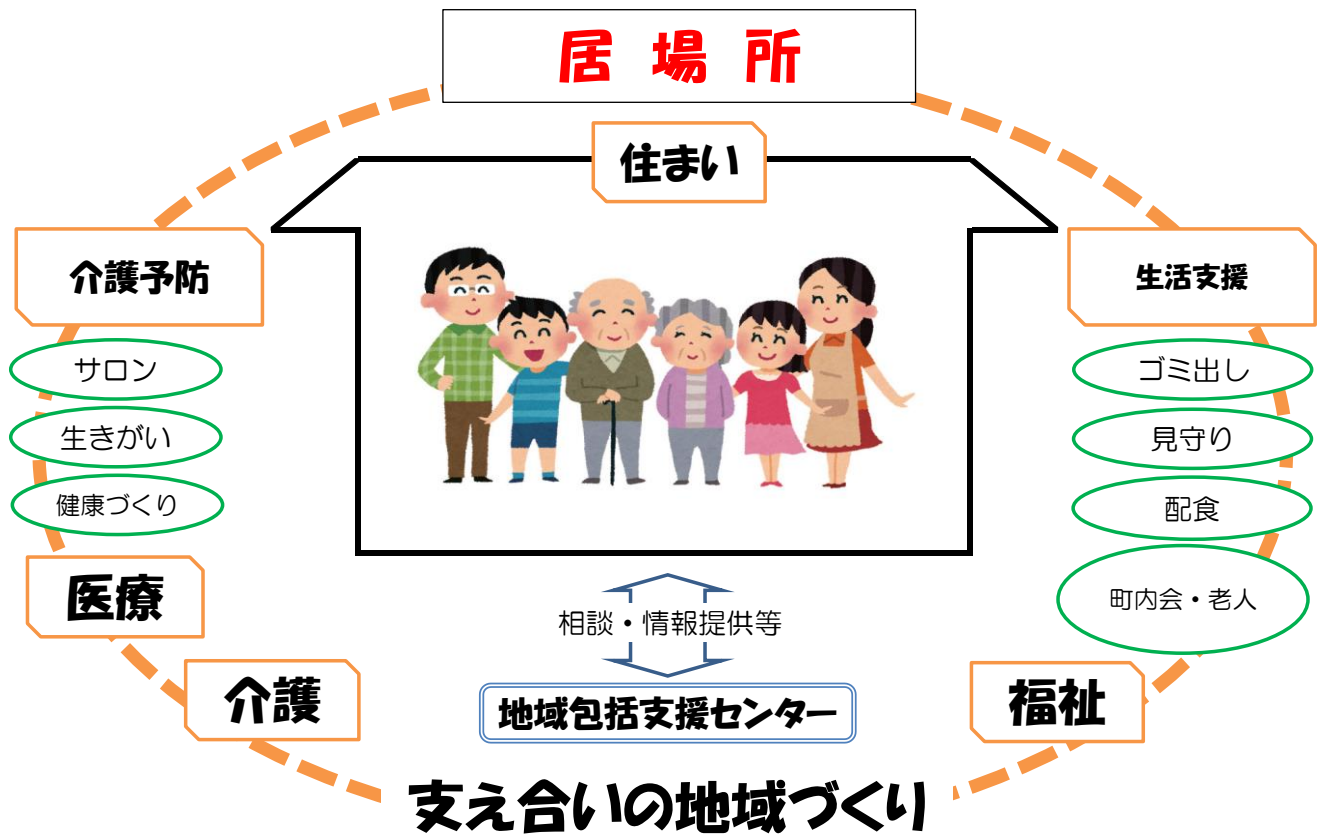 居場所
住まい
介護予防
サロン
生きがい
健康づくり
医療
介護
生活支援
ゴミ出し
見守り
配食
町内会・老人
福祉
相談・情報提供等
地域包括支援センター
支え合いの地域づくり